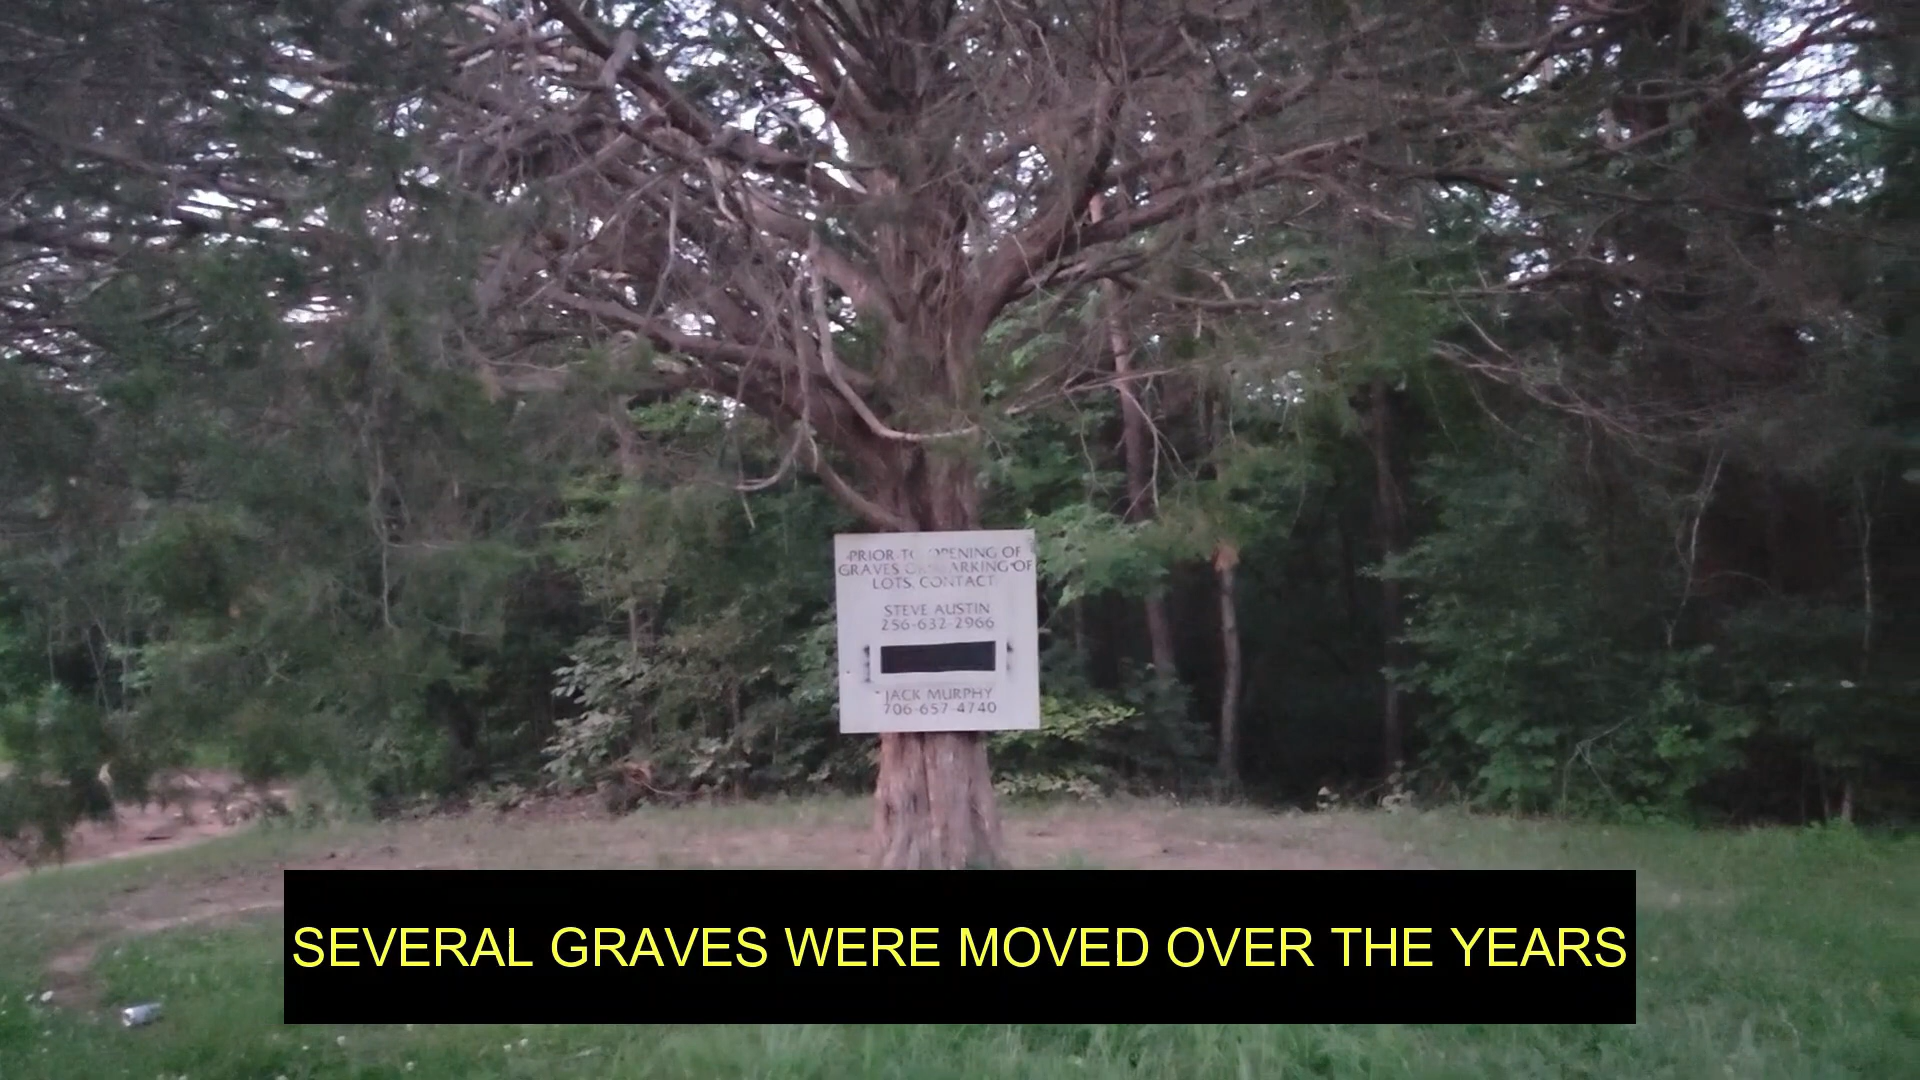 PRIOR TO OPENING OF
GRAVES OR MARKING OF
LOTS, CONTACT
STEVE AUSTIN
256-632-2966
JACK MURPHY
706-657-4740
SEVERAL GRAVES WERE MOVED OVER THE YEARS